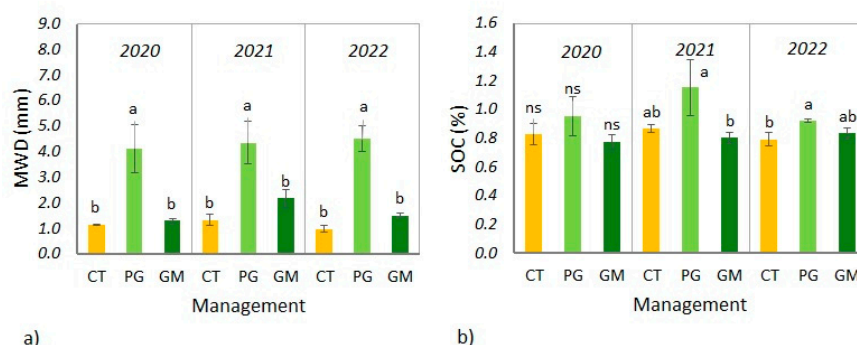 9.0
8.0
7.0
6.0
5.0
4.0
3.0
2.0
1.0
0.0
MWD (mm)
2020 2021 2022
b a b b a b b a b
CT PG GM CT PG GM CT PG GM
Management
a)
1.6
1.4
1.2
1.0
0.8
0.6
0.4
0.2
0.0
SOC (%)
2020 2021 2022
ns ns ns ab a b b a ab
CT PG GM CT PG GM CT PG GM
Management
b)